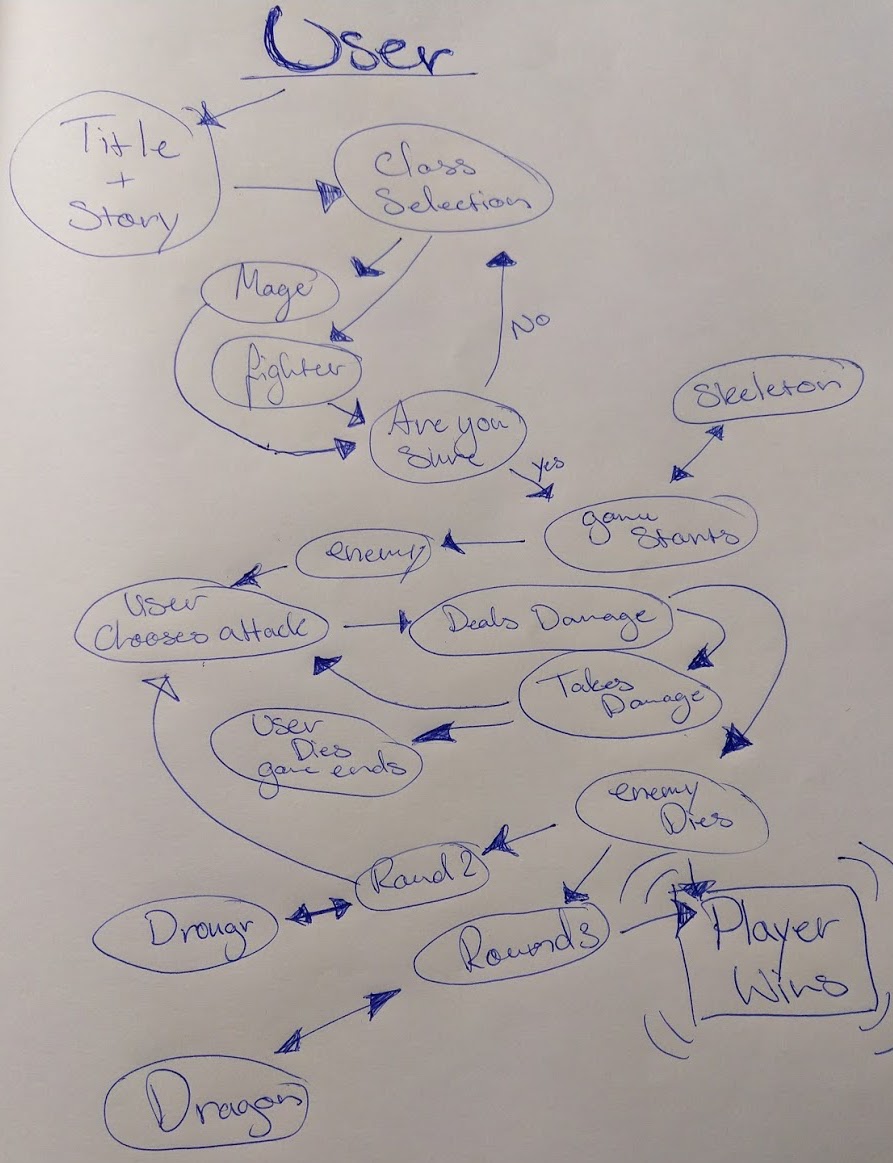 User
Title
+
Story
Class
Selection
Mage
fighter
No
Are you
Sure
yes
Skeleton
game
Starts
enemy
User
Chooses attack
Deals Damage
Takes
Damage
User
Dies
game ends
enemy
Dies
Round 2
Drougr
Round 3
Player
Wins
Dragon